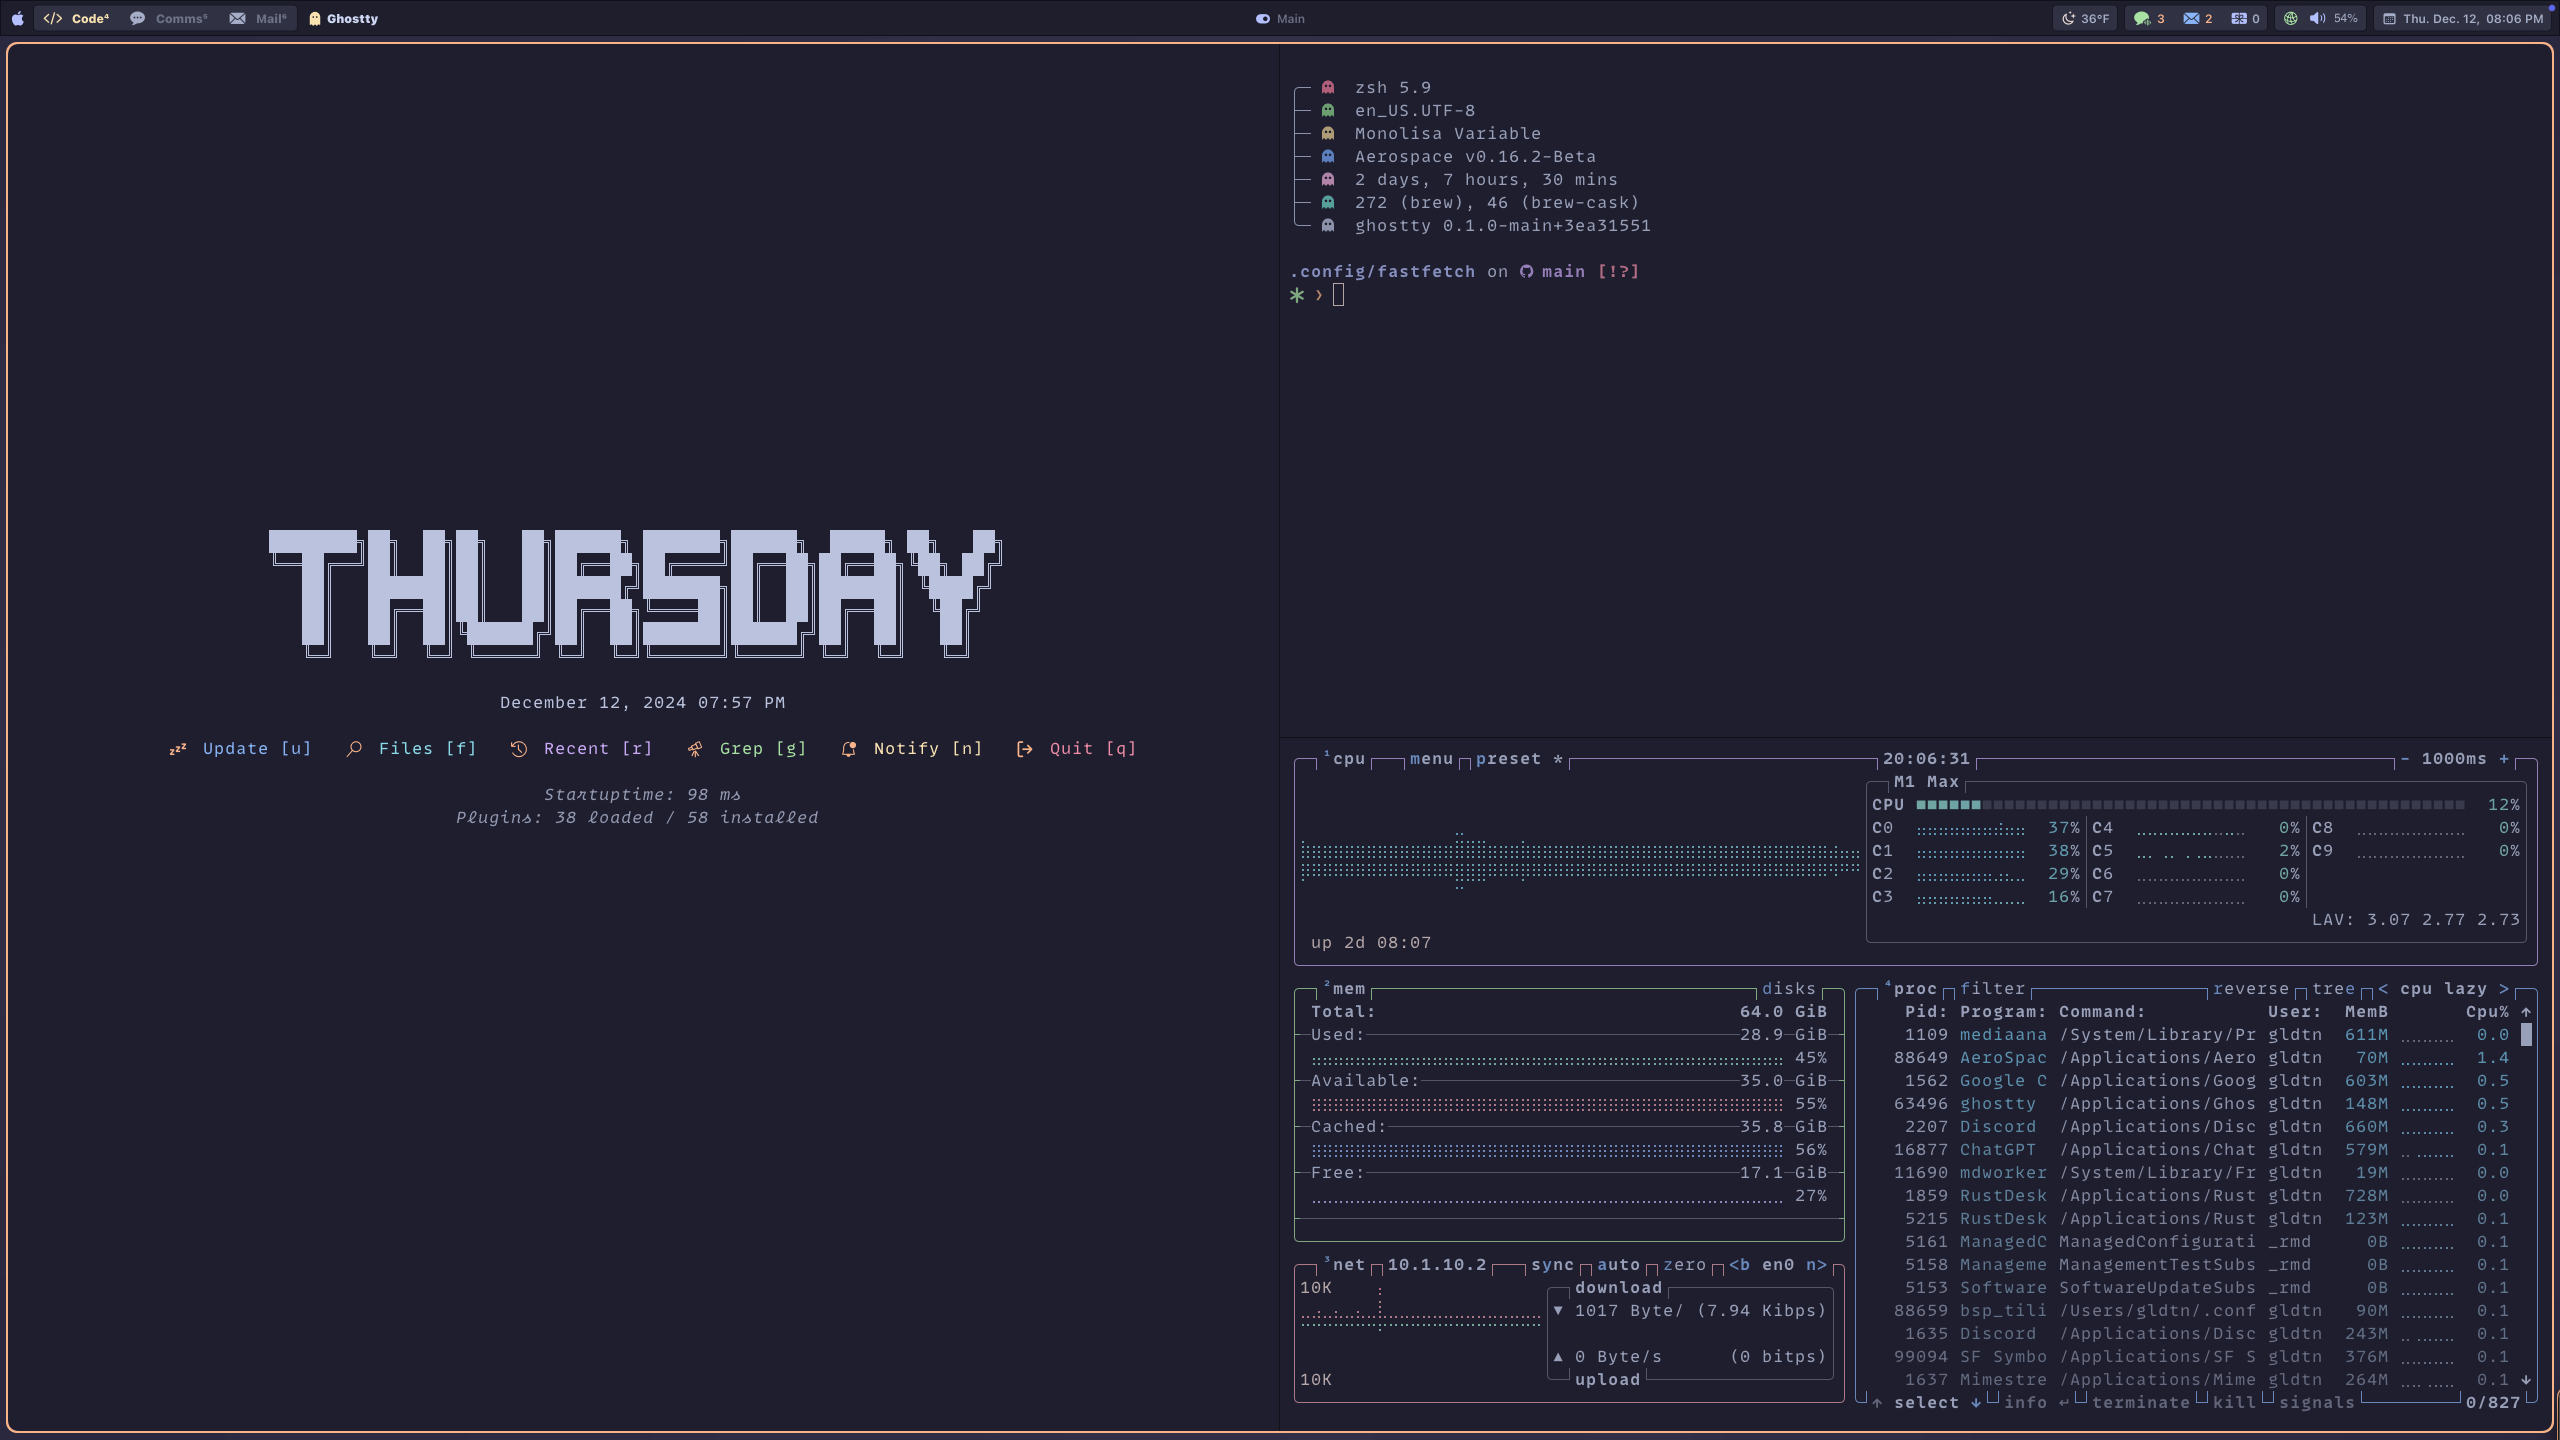 Code⁴ Comms⁵ Mail⁶ Ghostty
Main
36°F 3 2 0 54% Thu. Dec. 12, 08:06 PM
THURSDAY
December 12, 2024 07:57 PM
Update [u] Files [f] Recent [r] Grep [g] Notify [n] Quit [q]
Startuptime: 98 ms
Plugins: 38 loaded / 58 installed
zsh 5.9
en_US.UTF-8
Monolisa Variable
Aerospace v0.16.2-Beta
2 days, 7 hours, 30 mins
272 (brew), 46 (brew-cask)
ghostty 0.1.0-main+3ea31551
.config/fastfetch on main [!?]
* ❯
¹cpu menu preset * 20:06:31 - 1000ms +
M1 Max
CPU 12%
C0 37% C4 0% C8 0%
C1 38% C5 2% C9 0%
C2 29% C6 0%
C3 16% C7 0%
LAV: 3.07 2.77 2.73
up 2d 08:07
²mem disks
Total: 64.0 GiB
Used: 28.9 GiB
45%
Available: 35.0 GiB
55%
Cached: 35.8 GiB
56%
Free: 17.1 GiB
27%
³net 10.1.10.2 sync auto zero <b en0 n>
10K
download
▼ 1017 Byte/ (7.94 Kibps)
▲ 0 Byte/s (0 bitps)
10K
upload
⁴proc filter reverse tree < cpu lazy >
Pid: Program: Command: User: MemB Cpu% ↑
1109 mediaana /System/Library/Pr gldtn 611M 0.0
88649 AeroSpac /Applications/Aero gldtn 70M 1.4
1562 Google C /Applications/Goog gldtn 603M 0.5
63496 ghostty /Applications/Ghos gldtn 148M 0.5
2207 Discord /Applications/Disc gldtn 660M 0.3
16877 ChatGPT /Applications/Chat gldtn 579M 0.1
11690 mdworker /System/Library/Fr gldtn 19M 0.0
1859 RustDesk /Applications/Rust gldtn 728M 0.0
5215 RustDesk /Applications/Rust gldtn 123M 0.1
5161 ManagedC ManagedConfigurati _rmd 0B 0.1
5158 Manageme ManagementTestSubs _rmd 0B 0.1
5153 Software SoftwareUpdateSubs _rmd 0B 0.1
88659 bsp_tili /Users/gldtn/.conf gldtn 90M 0.1
1635 Discord /Applications/Disc gldtn 243M 0.1
99094 SF Symbo /Applications/SF S gldtn 376M 0.1
1637 Mimestre /Applications/Mime gldtn 264M 0.1 ↓
↑ select ↓ info ↵ terminate kill signals 0/827